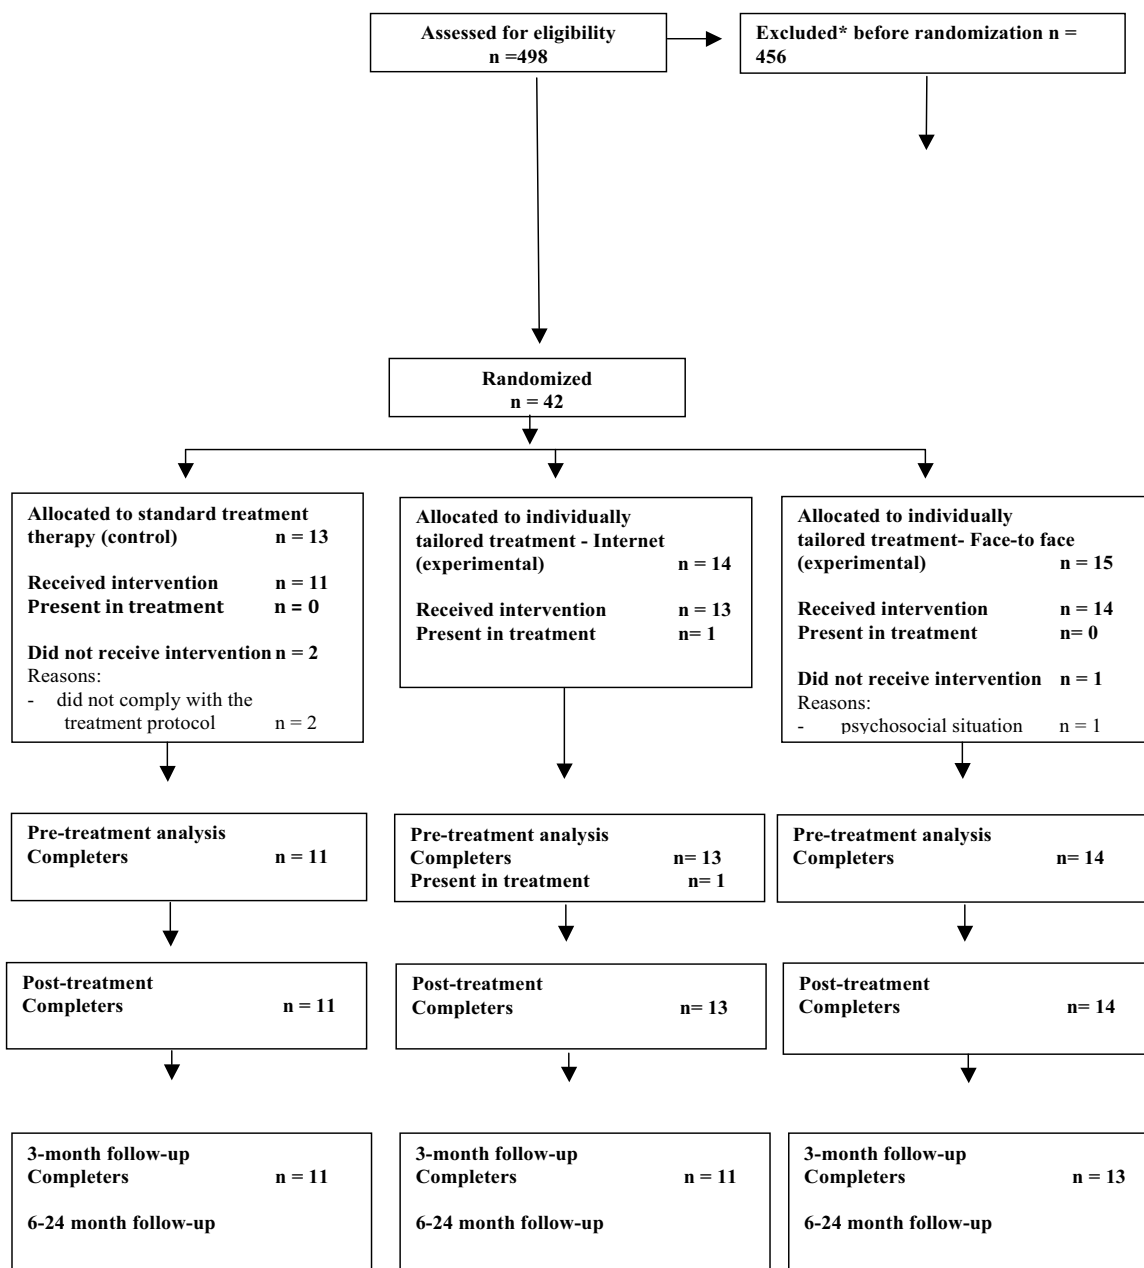 Assessed for eligibility
n =498
Excluded* before randomization n =
456
Randomized
n = 42
Allocated to standard treatment
therapy (control) n = 13
Received intervention n = 11
Present in treatment n = 0
Did not receive intervention n = 2
Reasons:
- did not comply with the
treatment protocol n = 2
Allocated to individually
tailored treatment - Internet
(experimental) n = 14
Received intervention n = 13
Present in treatment n= 1
Allocated to individually
tailored treatment- Face-to face
(experimental) n = 15
Received intervention n = 14
Present in treatment n= 0
Did not receive intervention n = 1
Reasons:
- psychosocial situation n = 1
Pre-treatment analysis
Completers n = 11
Pre-treatment analysis
Completers n= 13
Present in treatment n= 1
Pre-treatment analysis
Completers n= 14
Post-treatment
Completers n = 11
Post-treatment
Completers n= 13
Post-treatment
Completers n= 14
3-month follow-up
Completers n = 11
6-24 month follow-up
3-month follow-up
Completers n = 11
6-24 month follow-up
3-month follow-up
Completers n = 13
6-24 month follow-up